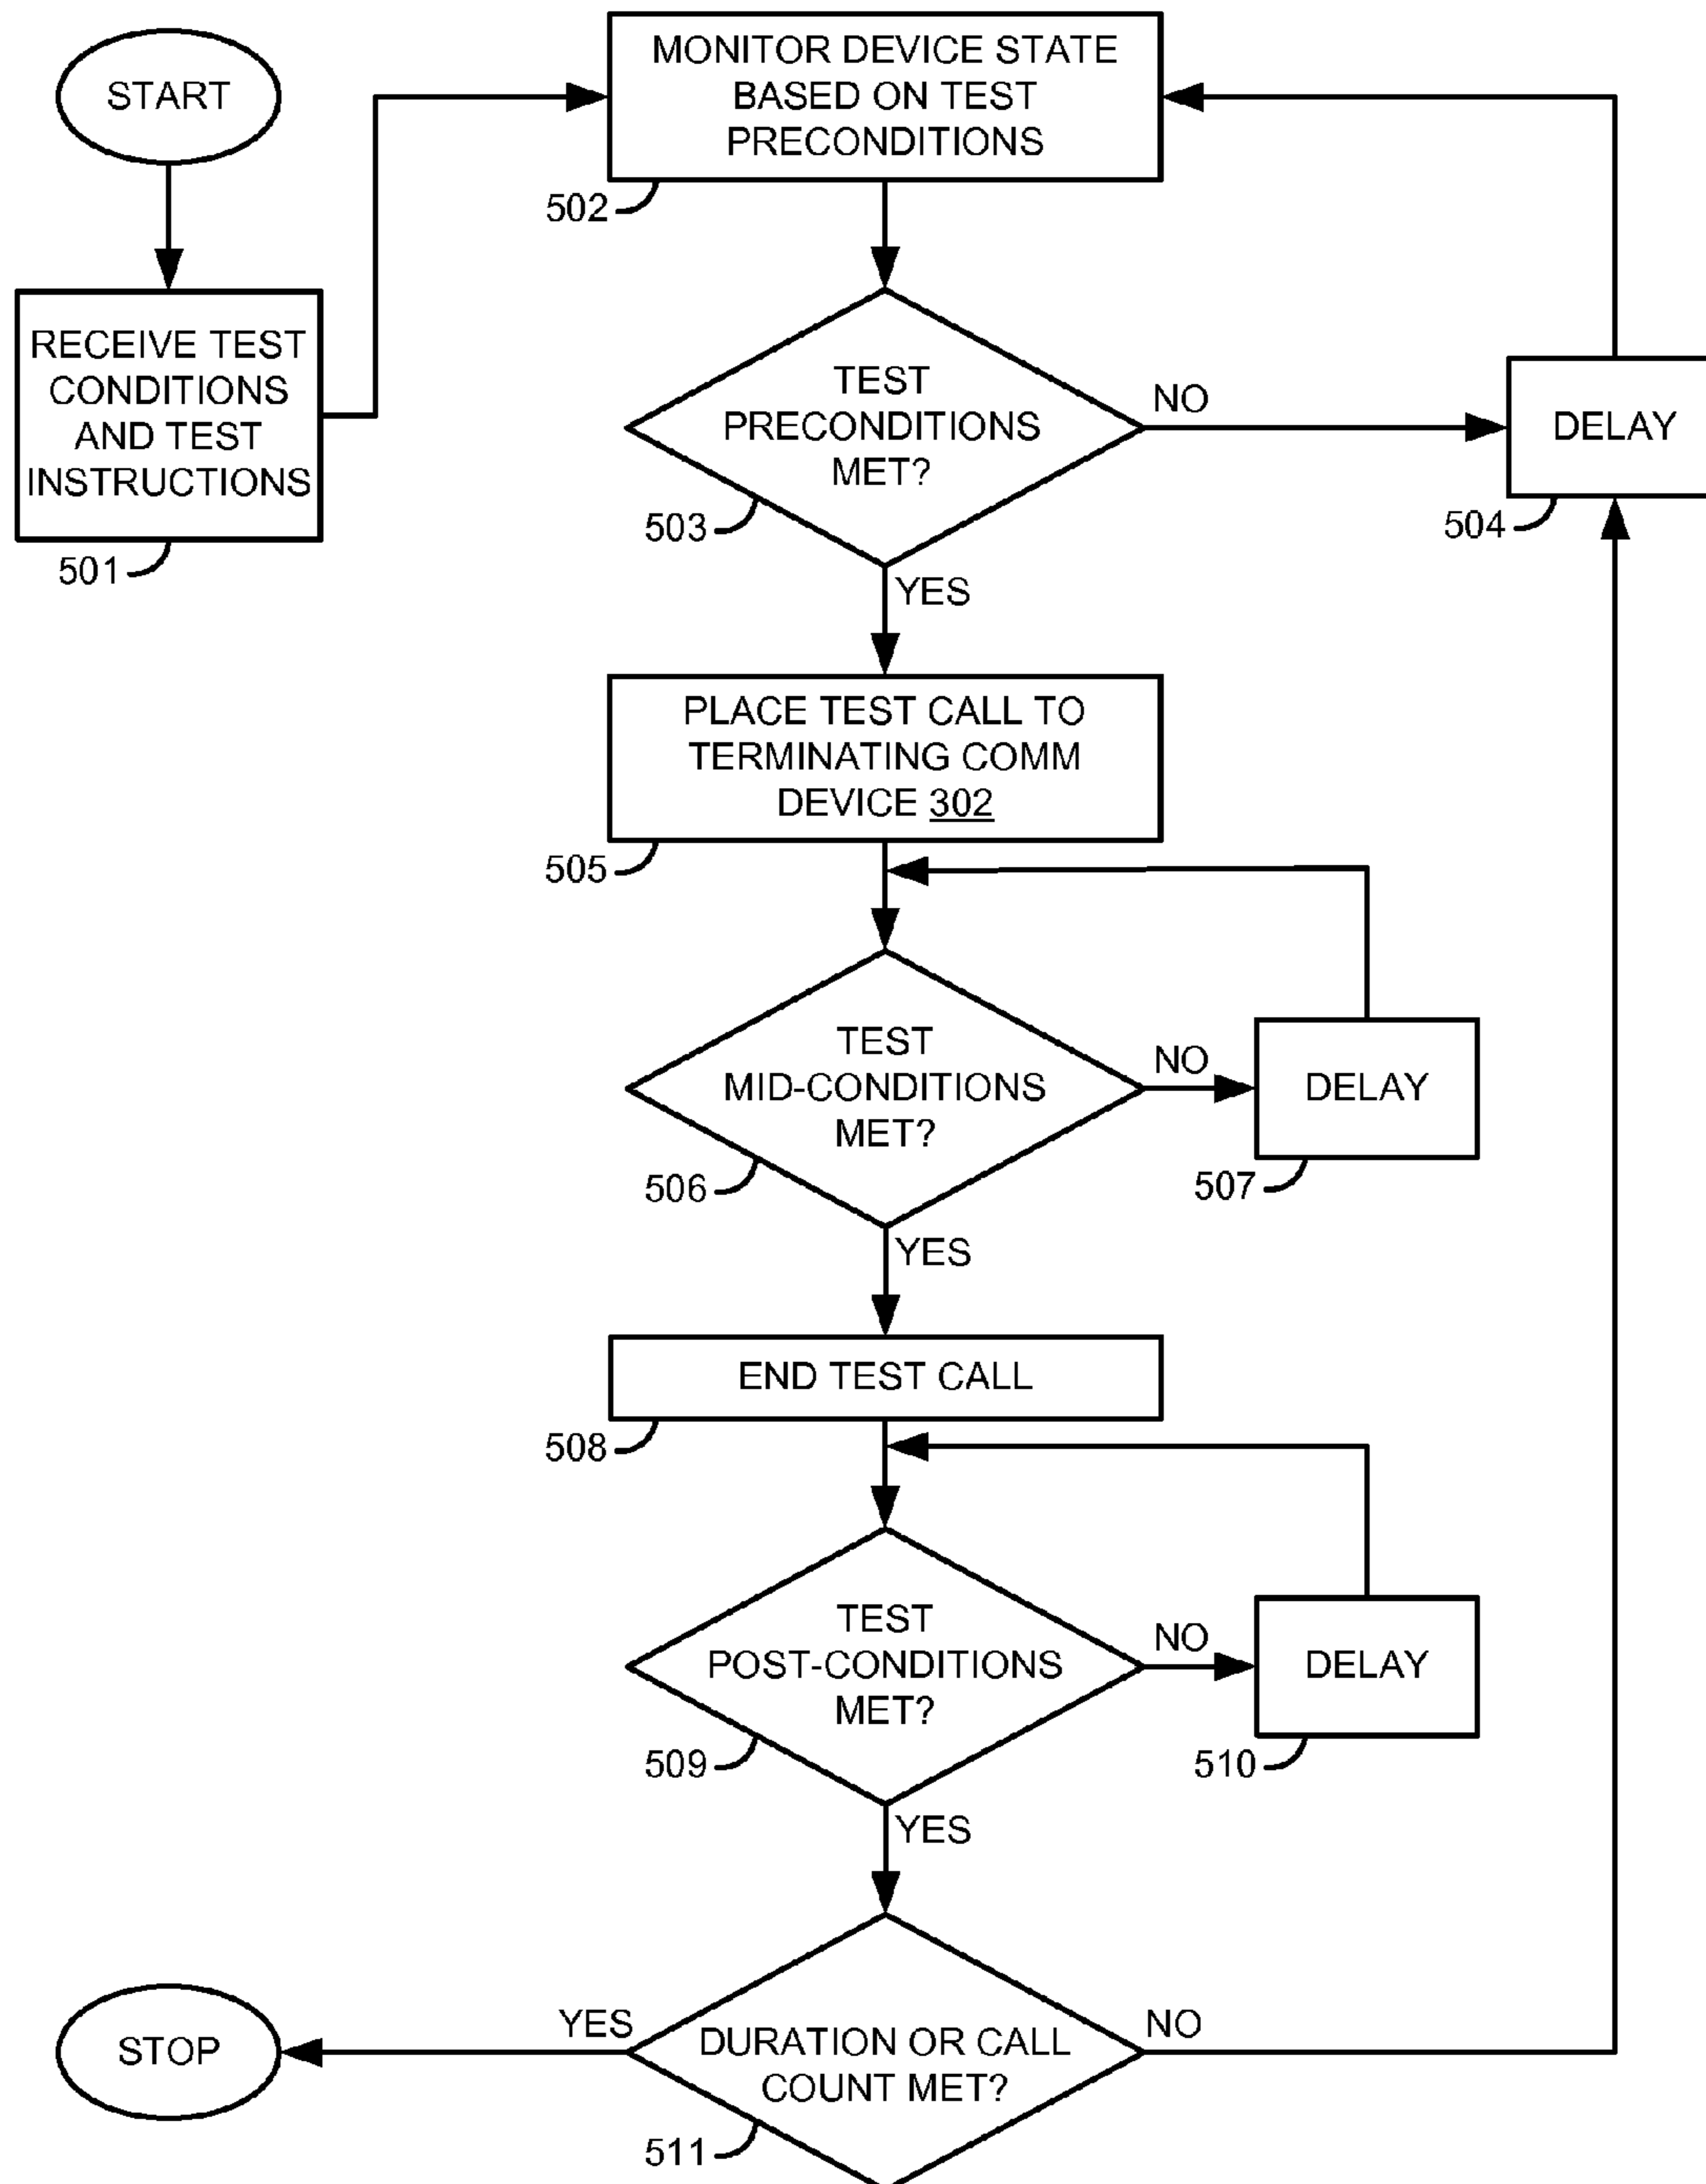 START
MONITOR DEVICE STATE
BASED ON TEST
PRECONDITIONS
502
RECEIVE TEST
CONDITIONS
AND TEST
INSTRUCTIONS
501
TEST
PRECONDITIONS
MET?
503
NO
DELAY
504
YES
PLACE TEST CALL TO
TERMINATING COMM
DEVICE 302
505
TEST
MID-CONDITIONS
MET?
506
NO
DELAY
507
YES
END TEST CALL
508
TEST
POST-CONDITIONS
MET?
509
NO
DELAY
510
YES
DURATION OR CALL
COUNT MET?
511
YES
NO
STOP